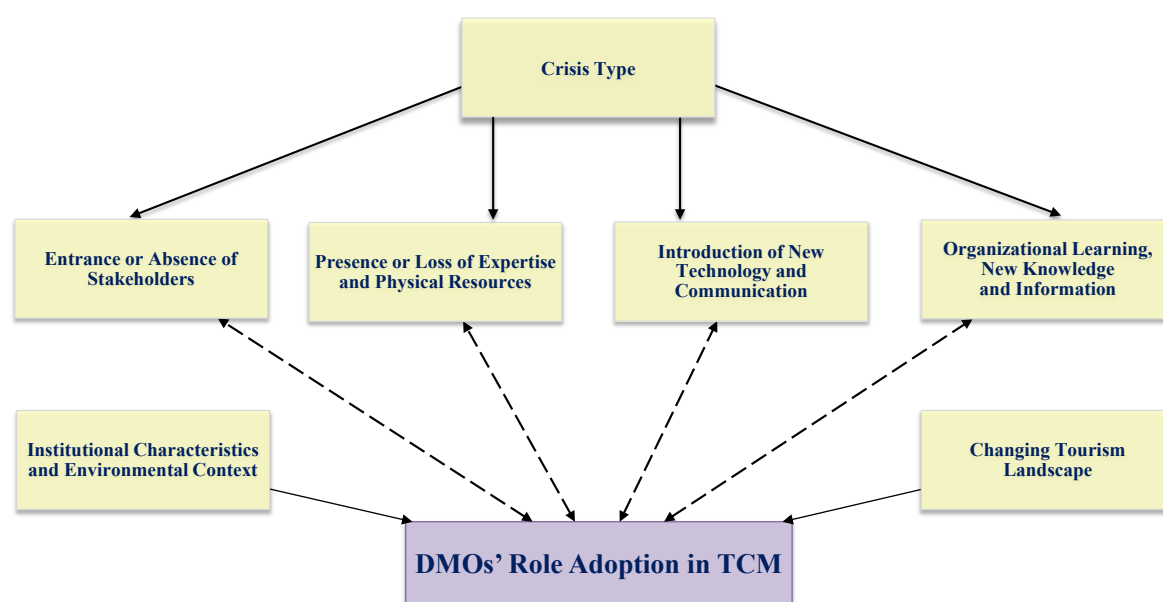 Crisis Type
Entrance or Absence of
Stakeholders
Presence or Loss of Expertise
and Physical Resources
Introduction of New
Technology and
Communication
Organizational Learning,
New Knowledge
and Information
Institutional Characteristics
and Environmental Context
Changing Tourism
Landscape
DMOs’ Role Adoption in TCM